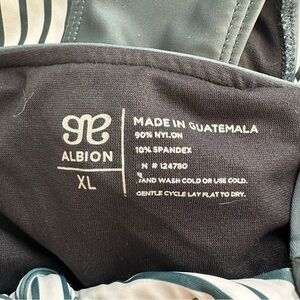 ALBION
XL
MADE IN GUATEMALA
90% NYLON
10% SPANDEX
N # 124780
HAND WASH COLD OR USE COLD.
GENTLE CYCLE LAY FLAT TO DRY.